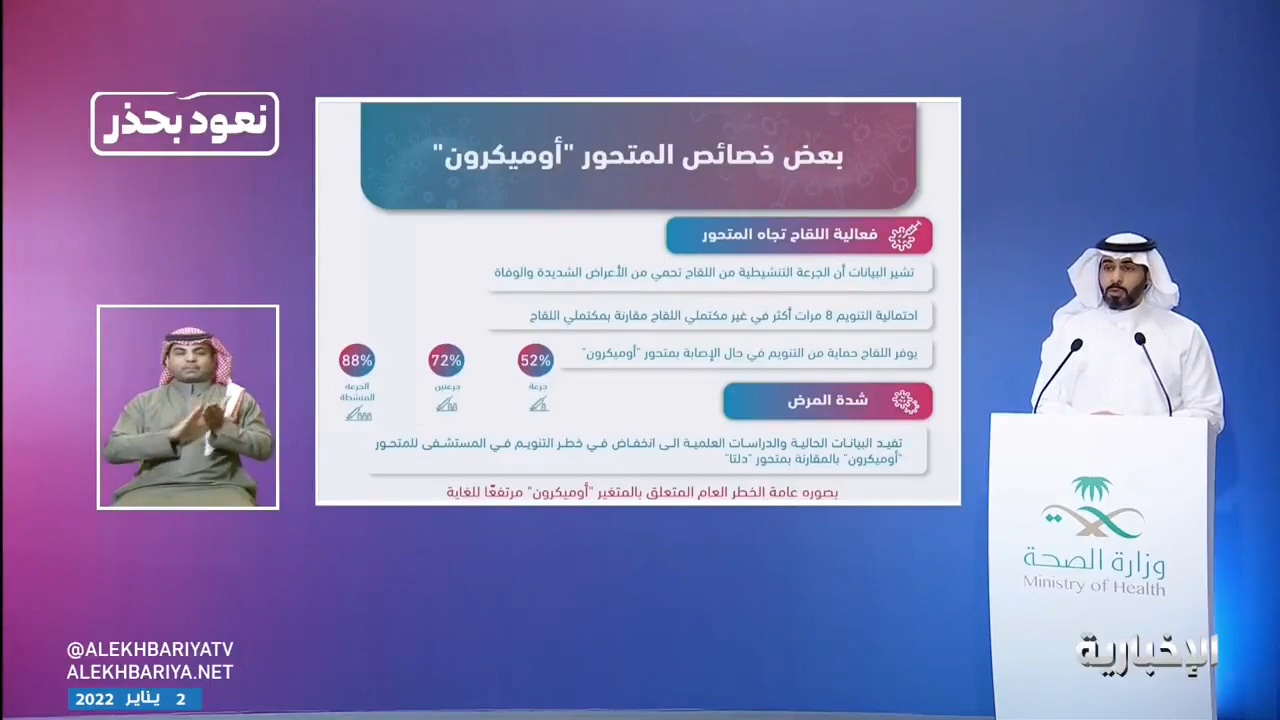 نعود بحذر
بعض خصائص المتحور "أوميكرون"
فعالية اللقاح تجاه المتحور
تشير البيانات أن الجرعة التنشيطية من اللقاح تحمي من الأعراض الشديدة والوفاة
احتمالية التنويم 8 مرات أكثر في غير مكتملي اللقاح مقارنة بمكتملي اللقاح
يوفر اللقاح حماية من التنويم في حال الإصابة بمتحور "أوميكرون"
52%
جرعة
72%
جرعتين
88%
الجرعة
المنشطة
شدة المرض
تفيد البيانات الحالية والدراسات العلمية الى انخفاض في خطر التنويم في المستشفى للمتحور
"أوميكرون" بالمقارنة بمتحور "دلتا"
بصوره عامة الخطر العام المتعلق بالمتغير "أوميكرون" مرتفعًا للغاية
وزارة الصحة
Ministry of Health
الإخبارية
@ALEKHBARIYATV
ALEKHBARIYA.NET
2 يناير 2022